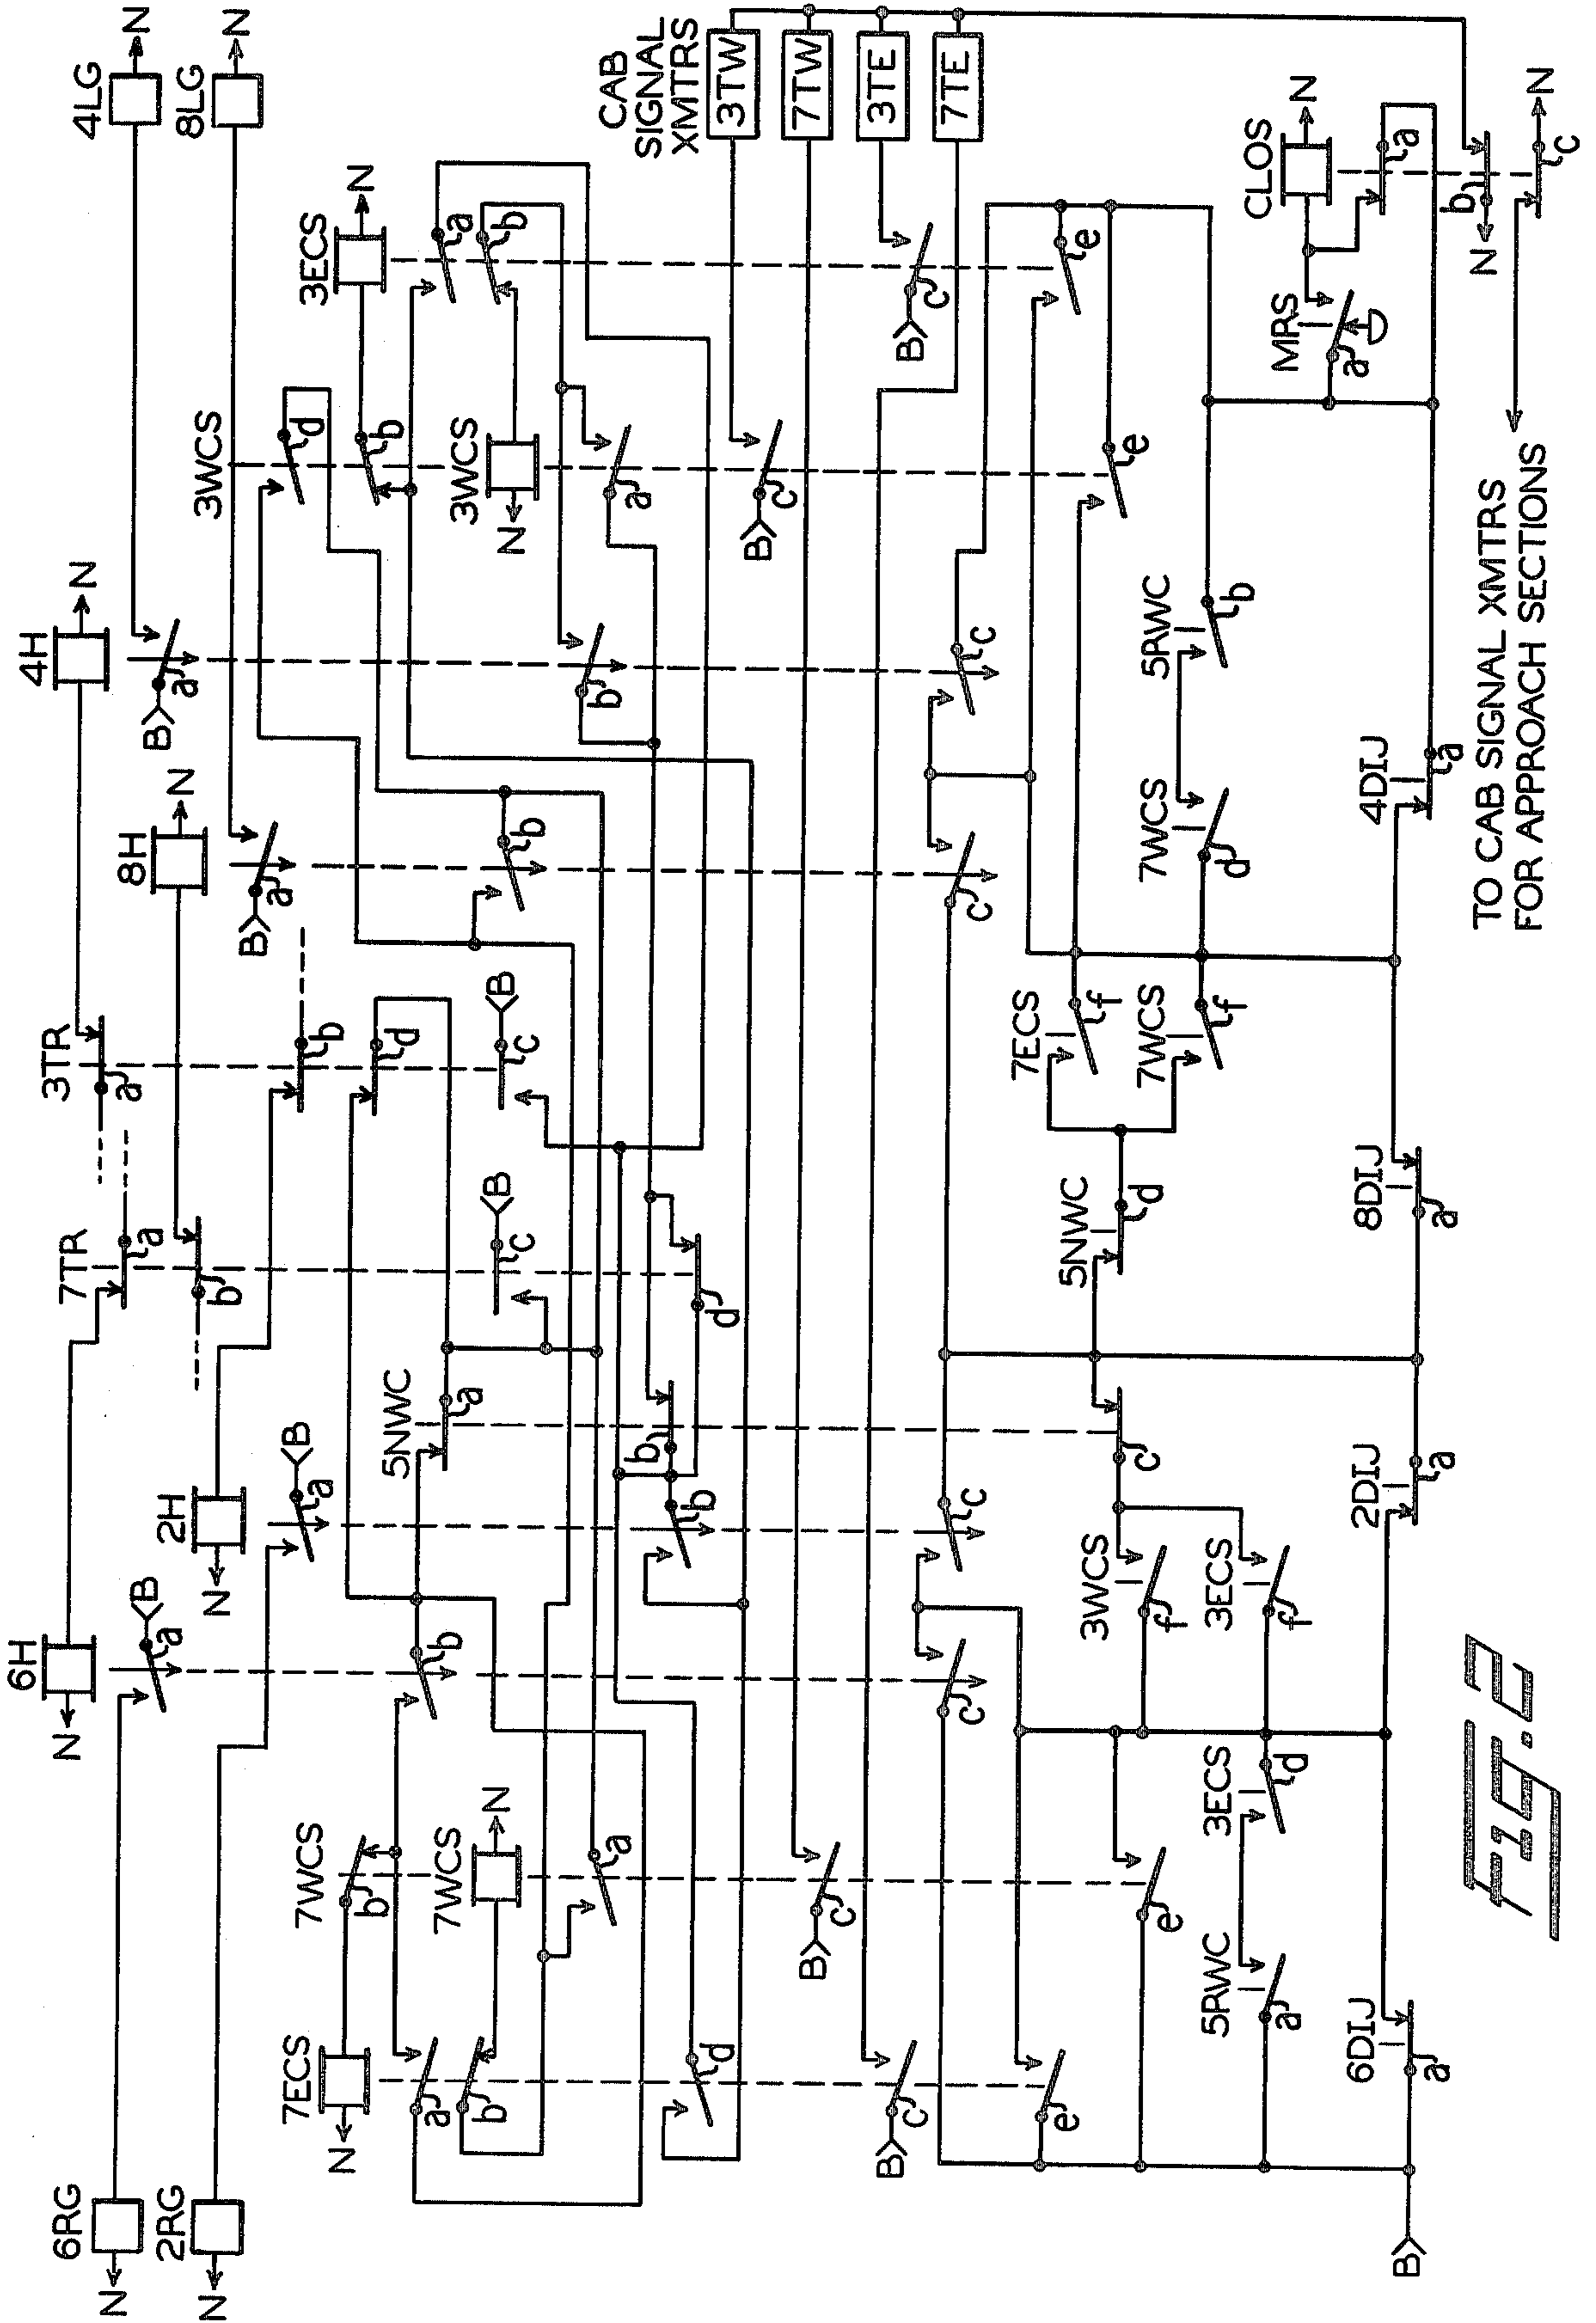 6RG
N
6H
N
B
a
7TR
a
3TR
a
4H
N
B
a
4LG
N
2RG
N
2H
N
B
a
b
8H
N
B
a
8LG
N
b
7ECS
N
7WCS
b
7WCS
N
a
b
a
b
5NWC
a
d
c
B
c
B
b
3WCS
d
b
3WCS
N
a
3ECS
N
a
b
d
b
b
d
b
B
c
B
c
B
c
B
c
CAB
SIGNAL
XMTRS
3TW
7TW
3TE
7TE
e
e
c
c
c
c
e
e
5RWC
a
3ECS
d
3WCS
f
3ECS
f
c
5NWC
d
7ECS
f
7WCS
f
7WCS
d
5RWC
b
MRS
a
CLOS
N
a
b
N
c
N
B
6DIJ
a
2DIJ
a
8DIJ
a
4DIJ
a
TO CAB SIGNAL XMTRS
FOR APPROACH SECTIONS
FIG. 2